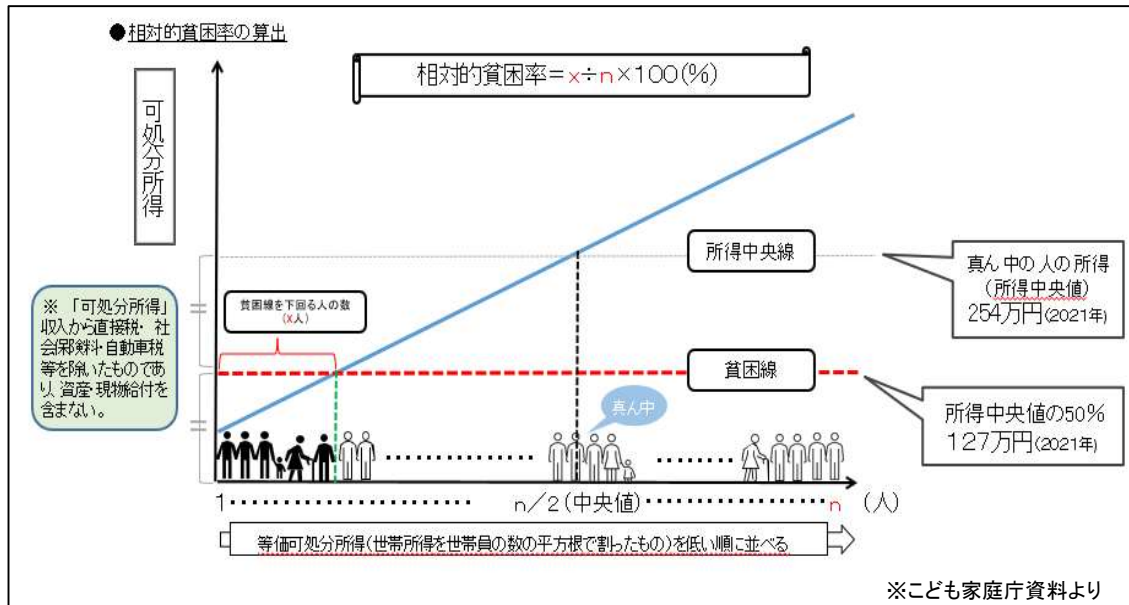 ●相対的貧困率の算出
相対的貧困率=x÷n×100(%)
可処分所得
所得中央線
真ん中の人の所得
(所得中央値)
254万円(2021年)
貧困線を下回る人の数
(X人)
※ 「可処分所得」
収入から直接税・社
会保険料・自動車税
等を除いたものであ
り、資産・現物給付を
含まない。
貧困線
真ん中
所得中央値の50%
127万円(2021年)
1 n/2(中央値) n (人)
等価可処分所得(世帯所得を世帯員の数の平方根で割ったもの)を低い順に並べる
※こども家庭庁資料より